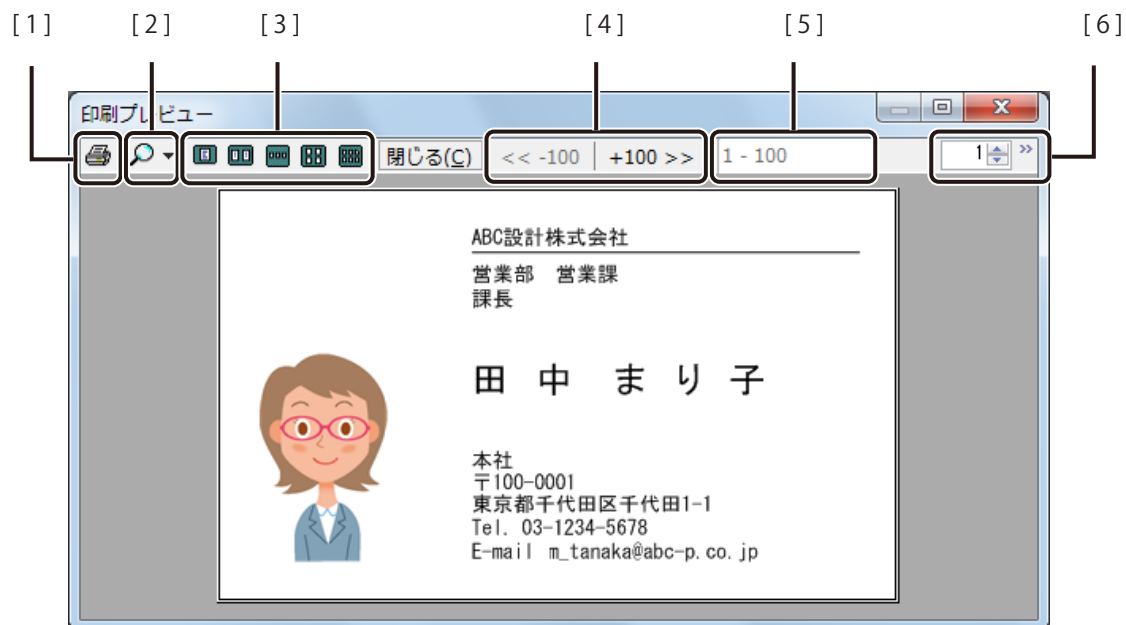 [1] [2] [3] [4] [5] [6]
印刷プレビュー
閉じる(C) << -100 +100 >> 1 - 100 1 »
ABC設計株式会社
営業部　営業課
課長
田 中　ま り 子
本社
〒100-0001
東京都千代田区千代田1-1
Tel. 03-1234-5678
E-mail m_tanaka@abc-p.co.jp